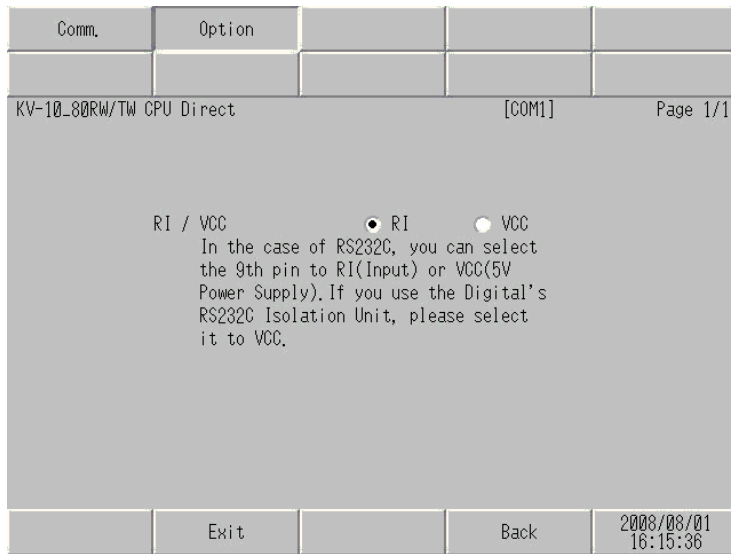 Comm. Option
KV-10_80RW/TW CPU Direct [COM1] Page 1/1
RI / VCC RI VCC
In the case of RS232C, you can select
the 9th pin to RI(Input) or VCC(5V
Power Supply).If you use the Digital's
RS232C Isolation Unit, please select
it to VCC.
Exit Back 2008/08/01
16:15:36